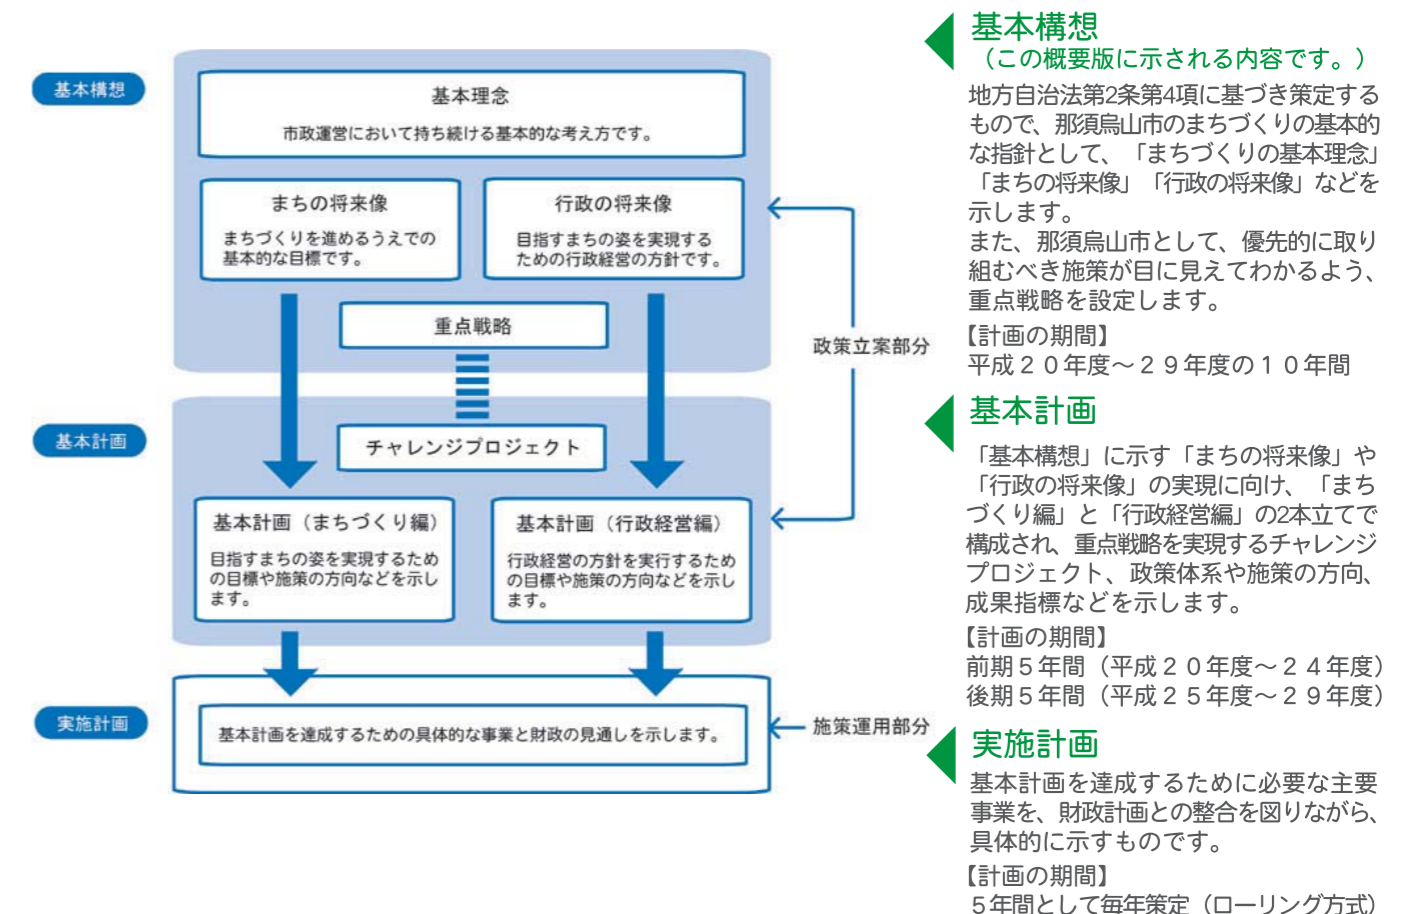 基本構想
基本理念
市政運営において持ち続ける基本的な考え方です。
まちの将来像
まちづくりを進めるうえでの
基本的な目標です。
行政の将来像
目指すまちの姿を実現する
ための行政経営の方針です。
重点戦略
政策立案部分
基本計画
チャレンジプロジェクト
基本計画（まちづくり編）
目指すまちの姿を実現するため
の目標や施策の方向などを示し
ます。
基本計画（行政経営編）
行政経営の方針を実行するため
の目標や施策の方向などを示し
ます。
実施計画
基本計画を達成するための具体的な事業と財政の見通しを示します。
施策運用部分
基本構想
（この概要版に示される内容です。）
地方自治法第2条第4項に基づき策定する
もので、那須烏山市のまちづくりの基本的
な指針として、「まちづくりの基本理念」
「まちの将来像」「行政の将来像」などを
示します。
また、那須烏山市として、優先的に取り
組むべき施策が目に見えてわかるよう、
重点戦略を設定します。
【計画の期間】
平成２０年度～２９年度の１０年間
基本計画
「基本構想」に示す「まちの将来像」や
「行政の将来像」の実現に向け、「まち
づくり編」と「行政経営編」の2本立てで
構成され、重点戦略を実現するチャレンジ
プロジェクト、政策体系や施策の方向、
成果指標などを示します。
【計画の期間】
前期５年間（平成２０年度～２４年度）
後期５年間（平成２５年度～２９年度）
実施計画
基本計画を達成するために必要な主要
事業を、財政計画との整合を図りながら、
具体的に示すものです。
【計画の期間】
５年間として毎年策定（ローリング方式）